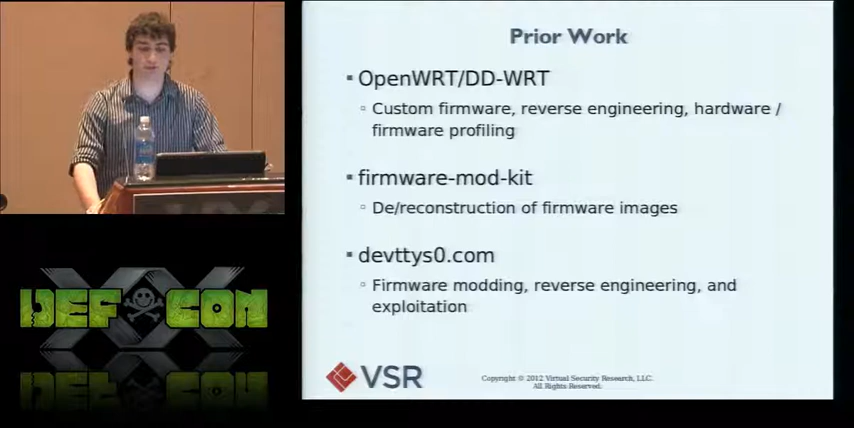 Prior Work
OpenWRT/DD-WRT
Custom firmware, reverse engineering, hardware /
firmware profiling
firmware-mod-kit
De/reconstruction of firmware images
devttys0.com
Firmware modding, reverse engineering, and
exploitation
VSR
Copyright © 2012 Virtual Security Research, LLC.
All Rights Reserved.
DEF CON
XX